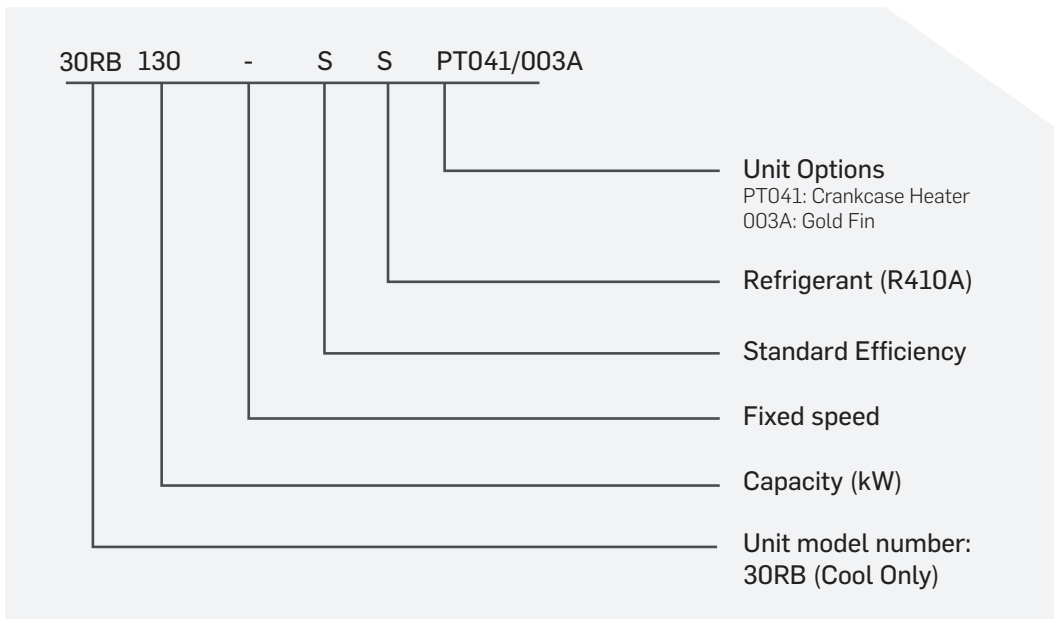 30RB 130 - S S PT041/003A
Unit Options
PT041: Crankcase Heater
003A: Gold Fin
Refrigerant (R410A)
Standard Efficiency
Fixed speed
Capacity (kW)
Unit model number:
30RB (Cool Only)